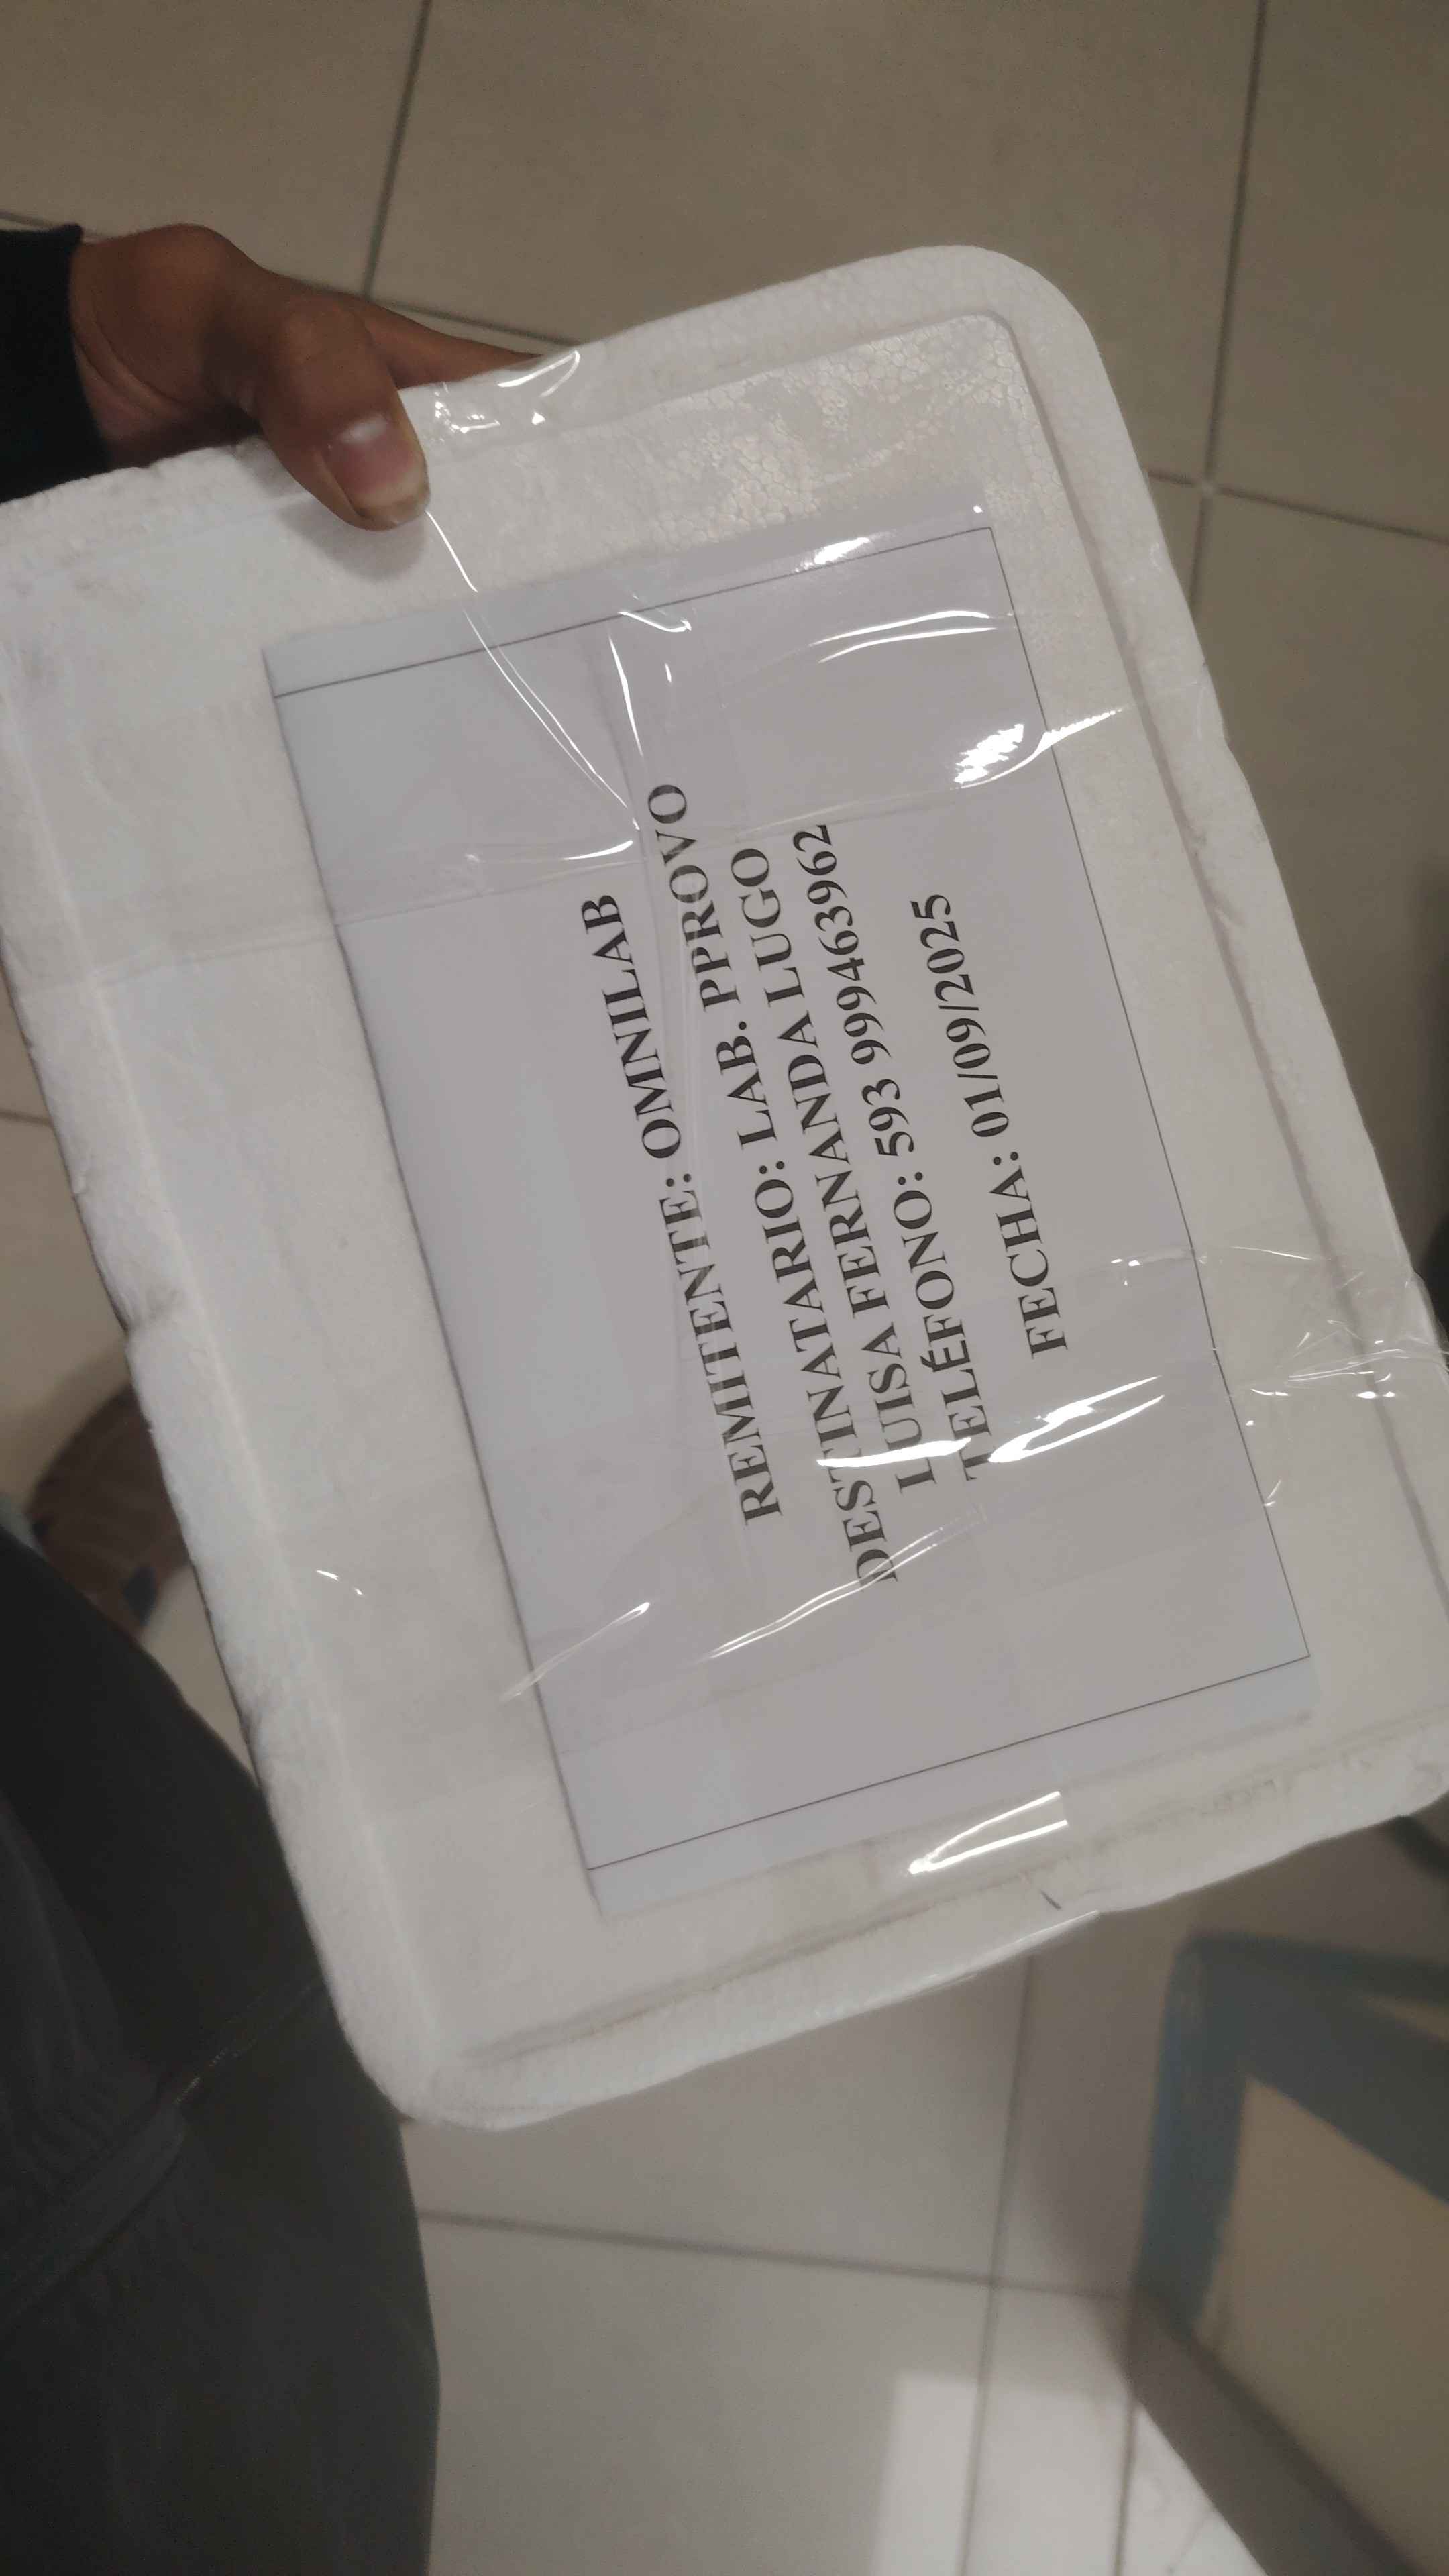 REMITENTE: OMNILAB
DESTINATARIO: LAB. PPROVO
LUISA FERNANDA LUGO
TELÉFONO: 593 999463962
FECHA: 01/09/2025